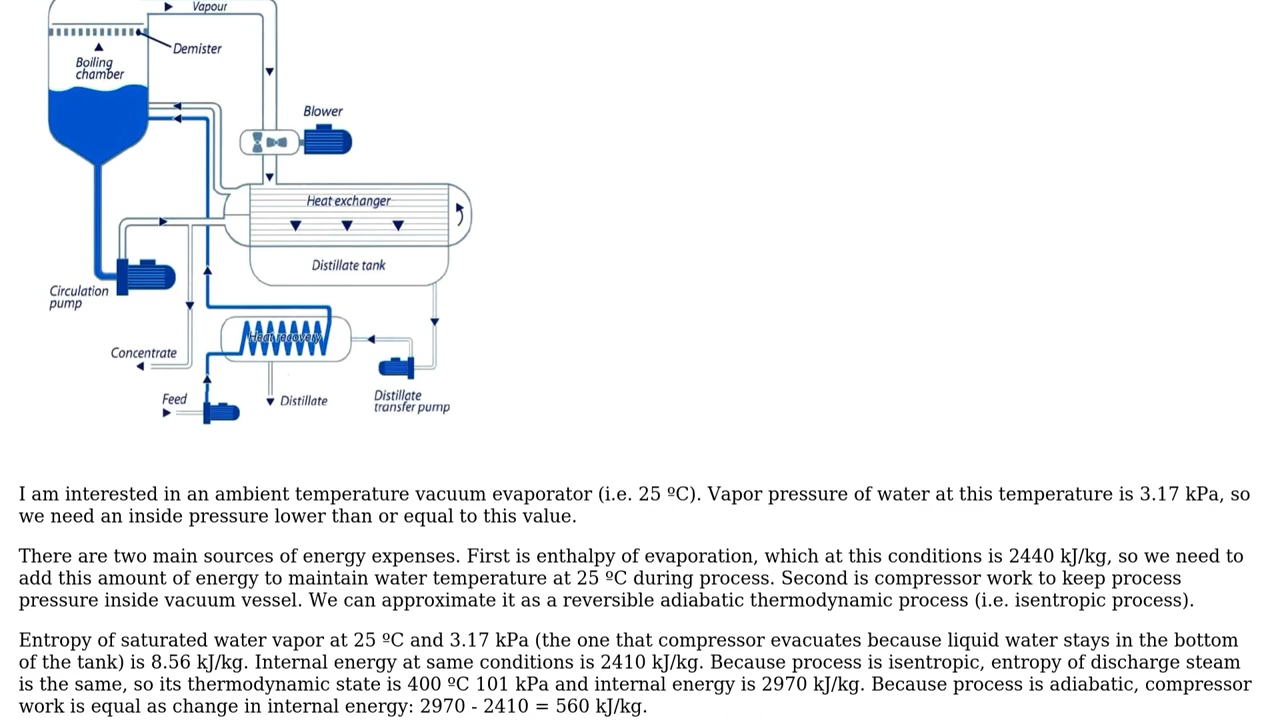 Vapour
Demister
Boiling
chamber
Blower
Heat exchanger
Distillate tank
Circulation
pump
Heat recovery
Concentrate
Feed
Distillate
Distillate
transfer pump
I am interested in an ambient temperature vacuum evaporator (i.e. 25 ºC). Vapor pressure of water at this temperature is 3.17 kPa, so
we need an inside pressure lower than or equal to this value.
There are two main sources of energy expenses. First is enthalpy of evaporation, which at this conditions is 2440 kJ/kg, so we need to
add this amount of energy to maintain water temperature at 25 ºC during process. Second is compressor work to keep process
pressure inside vacuum vessel. We can approximate it as a reversible adiabatic thermodynamic process (i.e. isentropic process).
Entropy of saturated water vapor at 25 ºC and 3.17 kPa (the one that compressor evacuates because liquid water stays in the bottom
of the tank) is 8.56 kJ/kg. Internal energy at same conditions is 2410 kJ/kg. Because process is isentropic, entropy of discharge steam
is the same, so its thermodynamic state is 400 ºC 101 kPa and internal energy is 2970 kJ/kg. Because process is adiabatic, compressor
work is equal as change in internal energy: 2970 - 2410 = 560 kJ/kg.